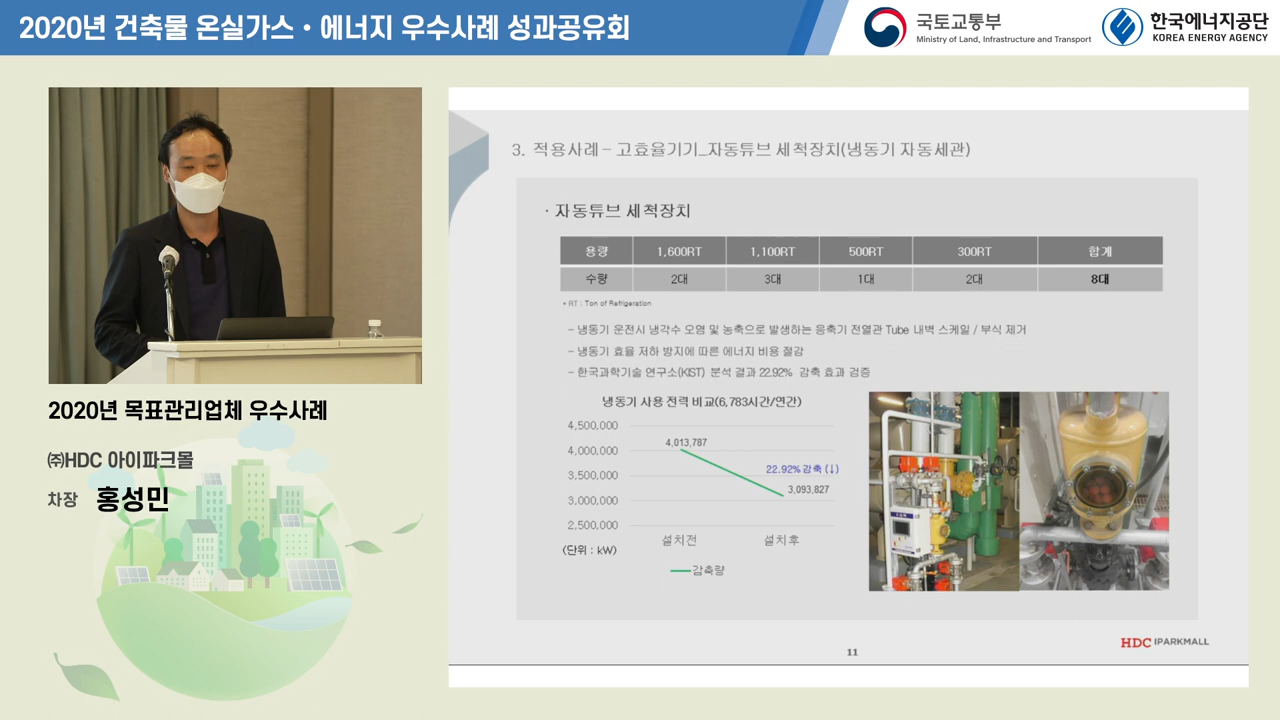 2020년 건축물 온실가스 • 에너지 우수사례 성과공유회
국토교통부
Ministry of Land, Infrastructure and Transport
한국에너지공단
KOREA ENERGY AGENCY
2020년 목표관리업체 우수사례
㈜HDC 아이파크몰
차장 홍성민
3. 적용사례 – 고효율기기_자동튜브 세척장치(냉동기 자동세관)
· 자동튜브 세척장치
용량 1,600RT 1,100RT 500RT 300RT 합계
수량 2대 3대 1대 2대 8대
* RT : Ton of Refrigeration
– 냉동기 운전시 냉각수 오염 및 농축으로 발생하는 응축기 전열관 Tube 내벽 스케일 / 부식 제거
– 냉동기 효율 저하 방지에 따른 에너지 비용 절감
– 한국과학기술 연구소(KIST) 분석 결과 22.92% 감축 효과 검증
냉동기 사용 전력 비교(6,783시간/연간)
4,500,000
4,000,000
3,500,000
3,000,000
2,500,000
4,013,787
22.92% 감축 (↓)
3,093,827
설치전 설치후
(단위 : kW)
감축량
HDC IPARKMALL
11